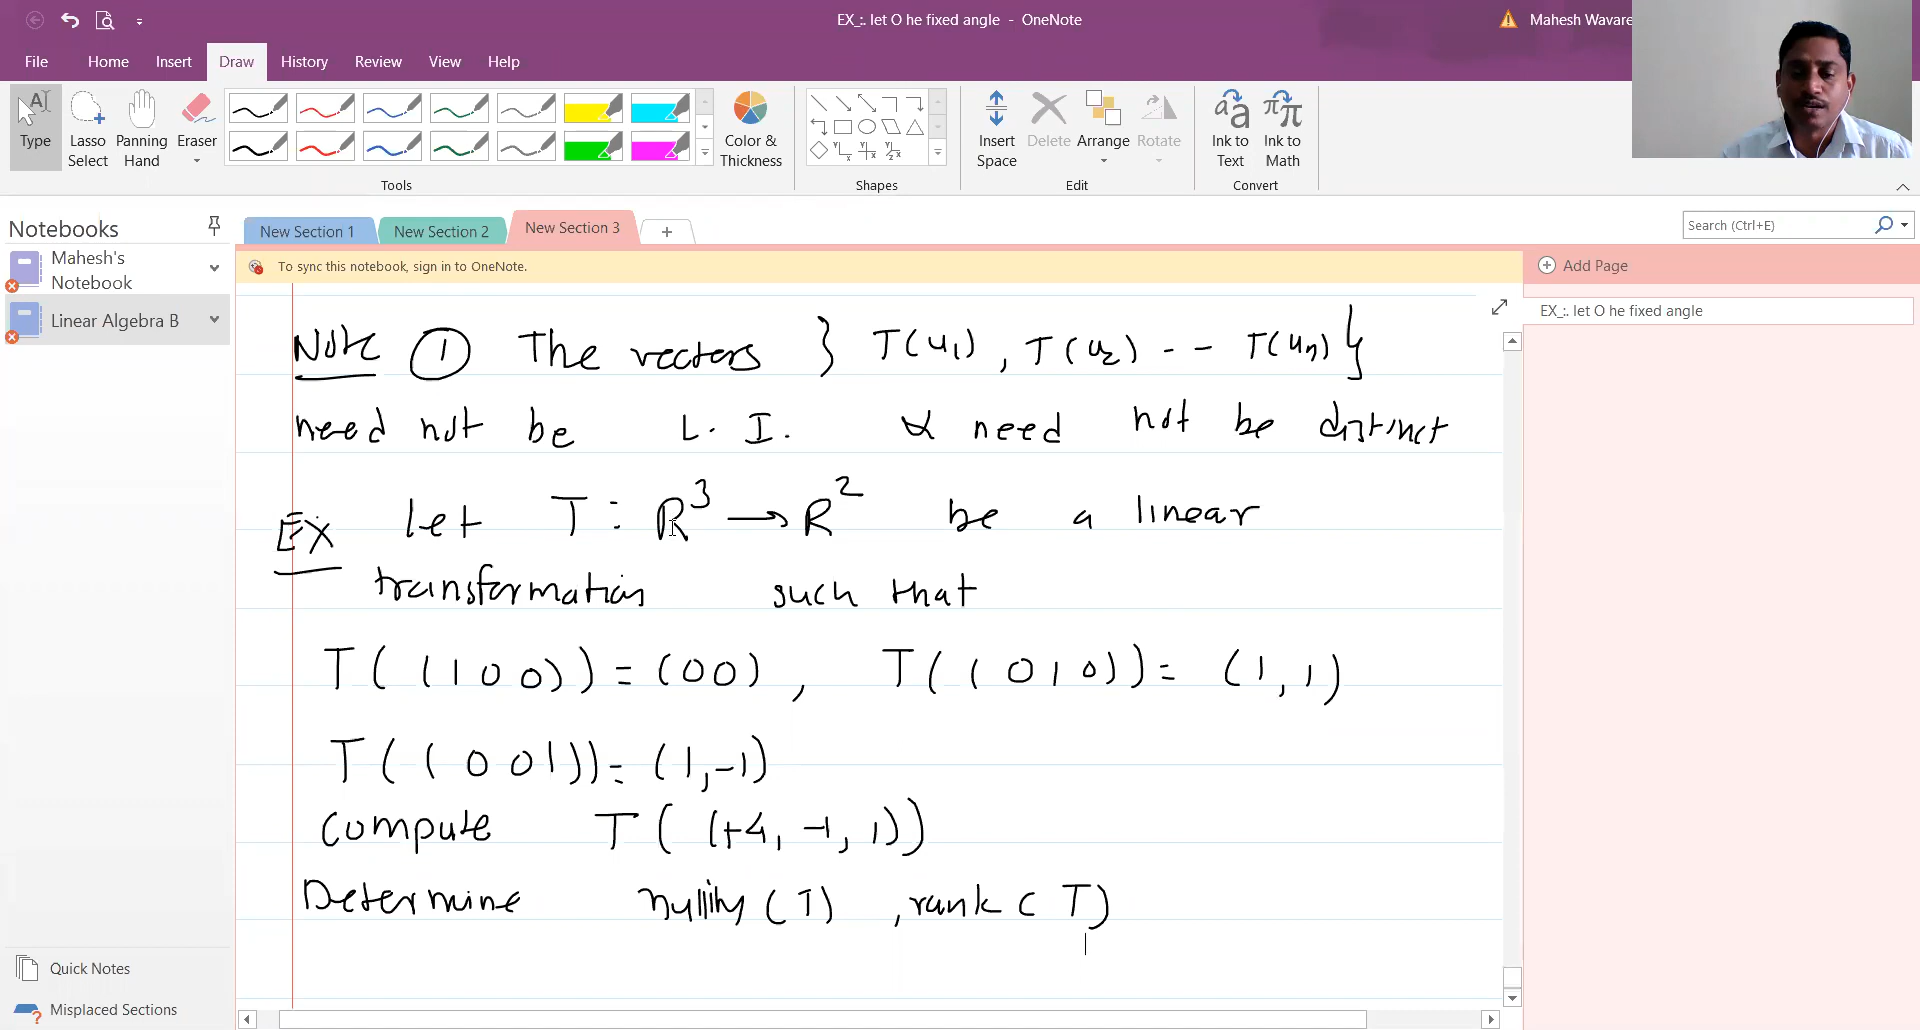 EX_:. let O he fixed angle - OneNote
Mahesh Wavare
File Home Insert Draw History Review View Help
Type
Lasso Select
Panning Hand
Eraser
Color & Thickness
Insert Space
Delete
Arrange
Rotate
Ink to Text
Ink to Math
Tools
Shapes
Edit
Convert
Notebooks
New Section 1
New Section 2
New Section 3
Search (Ctrl+E)
Mahesh's Notebook
Linear Algebra B
To sync this notebook, sign in to OneNote.
Add Page
EX_:. let O he fixed angle
Note ① The vectors } T(u1), T(u2) -- T(un)}
need not be L. I. & need not be distinct
EX let T: R³ → R² be a linear
transformation such that
T((1 0 0)) = (0 0), T((0 1 0)) = (1,1)
T((0 0 1)) = (1,-1)
Compute T((+4, -1, 1))
Determine nullity (T), rank (T)
Quick Notes
Misplaced Sections